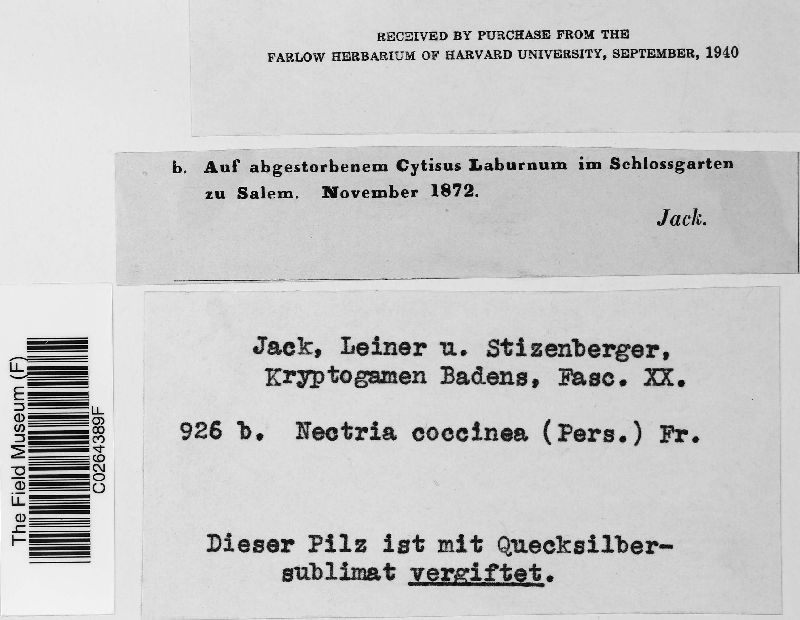 RECEIVED BY PURCHASE FROM THE
FARLOW HERBARIUM OF HARVARD UNIVERSITY, SEPTEMBER, 1940
b. Auf abgestorbenem Cytisus Laburnum im Schlossgarten
zu Salem. November 1872.
Jack.
The Field Museum (F)
C0264389F
Jack, Leiner u. Stizenberger,
Kryptogamen Badens, Fasc. XX.
926 b. Nectria coccinea (Pers.) Fr.
Dieser Pilz ist mit Quecksilber-
sublimat vergiftet.